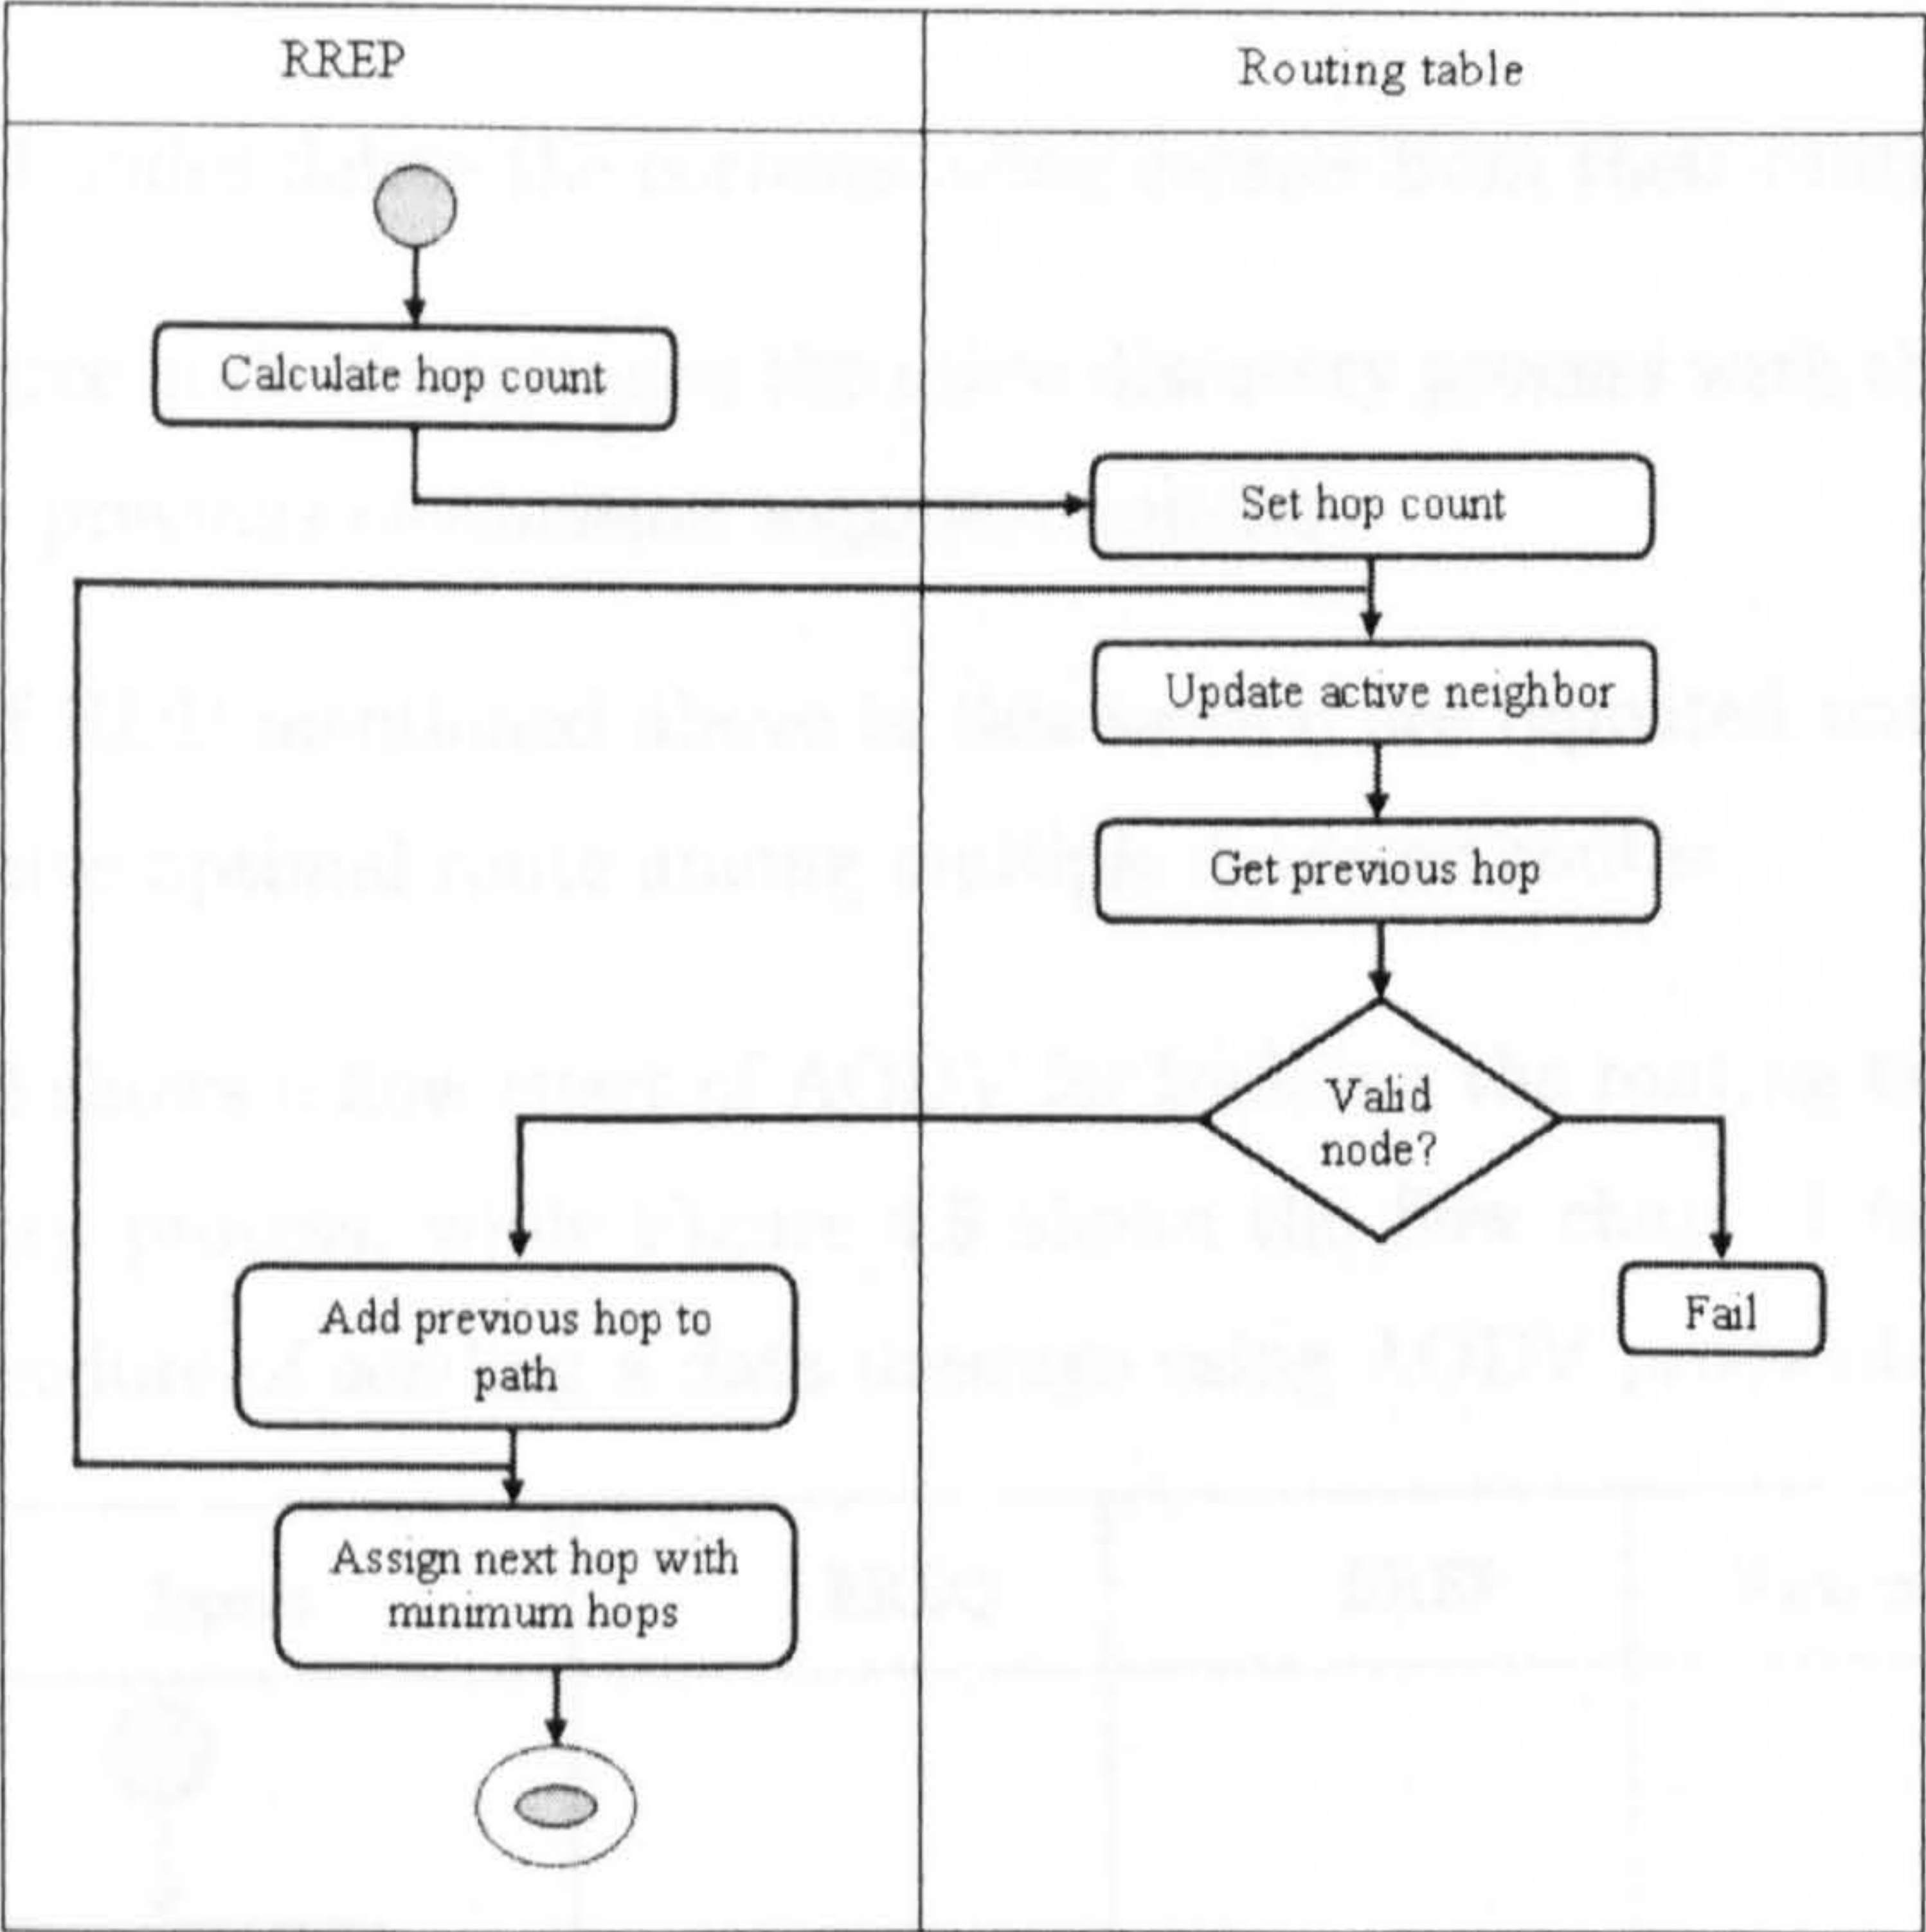 RREP
Routing table
Calculate hop count
Set hop count
Update active neighbor
Get previous hop
Valid
node?
Add previous hop to
path
Fail
Assign next hop with
minimum hops